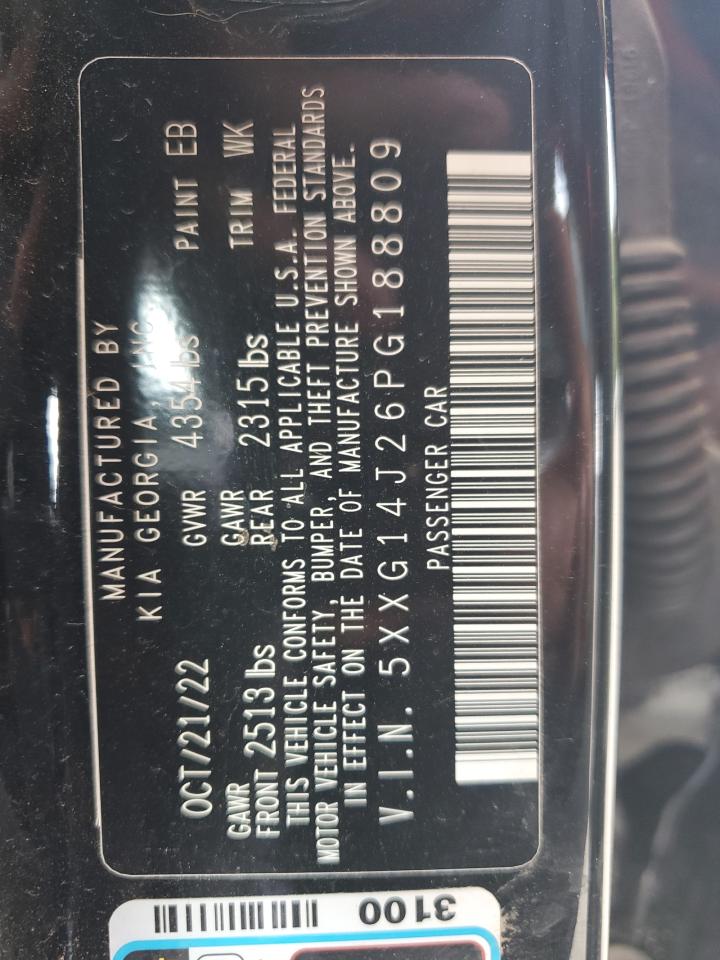 MANUFACTURED BY
KIA GEORGIA, INC.
OCT/21/22 GVWR 4354 lbs PAINT EB
GAWR GAWR TRIM WK
FRONT 2513 lbs REAR 2315 lbs
THIS VEHICLE CONFORMS TO ALL APPLICABLE U.S.A. FEDERAL
MOTOR VEHICLE SAFETY, BUMPER, AND THEFT PREVENTION STANDARDS
IN EFFECT ON THE DATE OF MANUFACTURE SHOWN ABOVE.
V.I.N. 5XXG14J26PG188809
PASSENGER CAR
3100